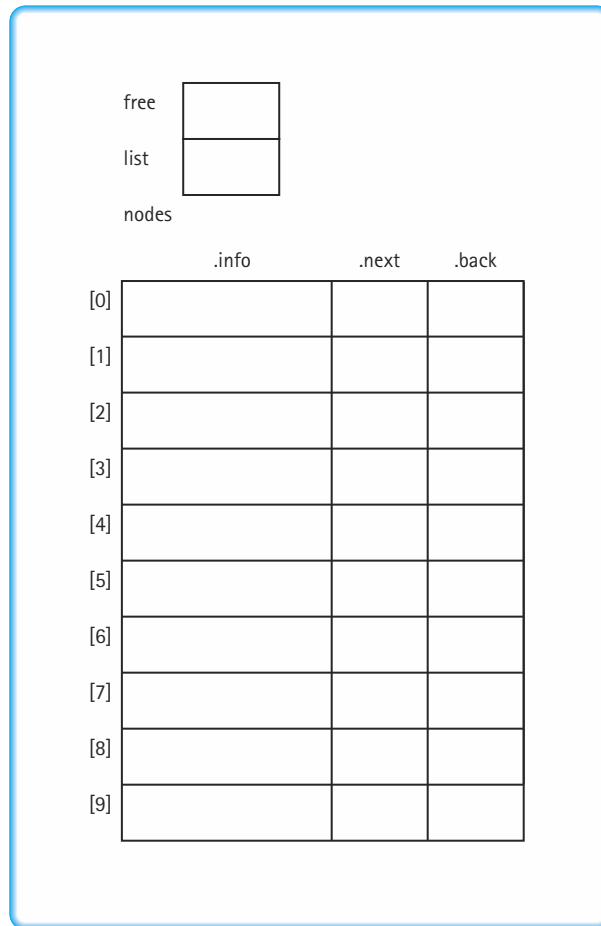 free
list
nodes
.info .next .back
[0]
[1]
[2]
[3]
[4]
[5]
[6]
[7]
[8]
[9]